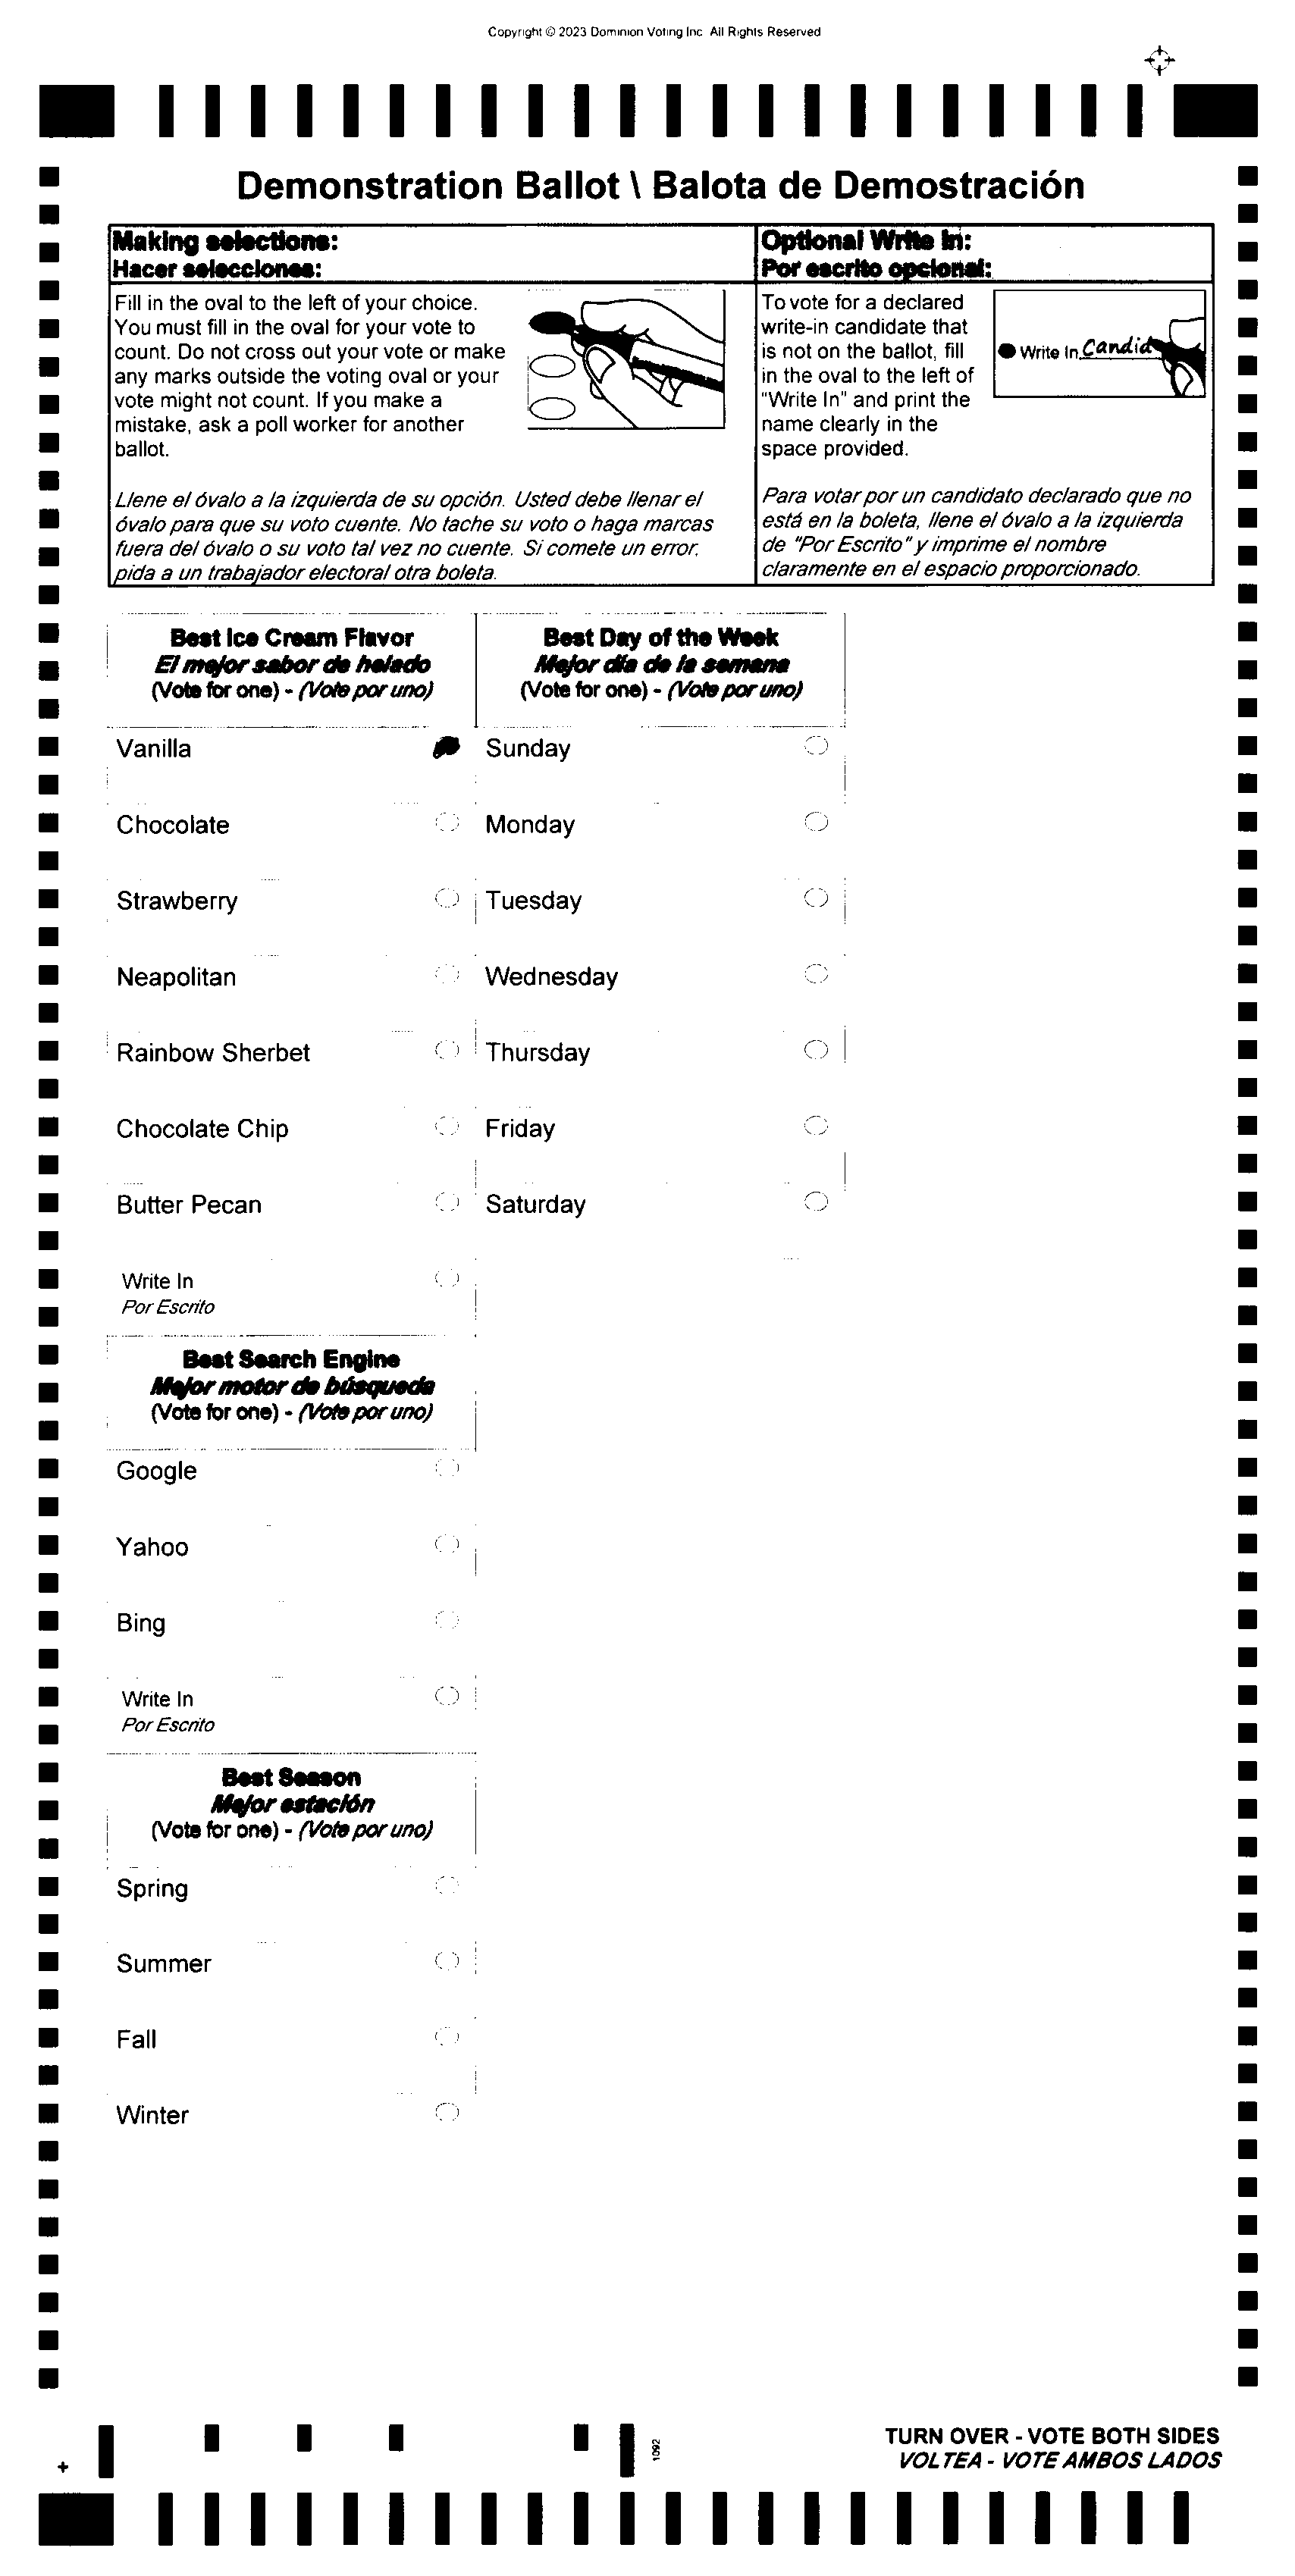 Copyright © 2023 Dominion Voting Inc All Rights Reserved
Demonstration Ballot \ Balota de Demostración
Making selections:
Hacer selecciones:
Fill in the oval to the left of your choice.
You must fill in the oval for your vote to
count. Do not cross out your vote or make
any marks outside the voting oval or your
vote might not count. If you make a
mistake, ask a poll worker for another
ballot.
Llene el óvalo a la izquierda de su opción. Usted debe llenar el
óvalo para que su voto cuente. No tache su voto o haga marcas
fuera del óvalo o su voto tal vez no cuente. Si comete un error,
pida a un trabajador electoral otra boleta.
Optional Write In:
Por escrito opcional:
To vote for a declared
write-in candidate that
is not on the ballot, fill
in the oval to the left of
"Write In" and print the
name clearly in the
space provided.
Write In Candid
Para votar por un candidato declarado que no
está en la boleta, llene el óvalo a la izquierda
de "Por Escrito" y imprime el nombre
claramente en el espacio proporcionado.
Best Ice Cream Flavor
El mejor sabor de helado
(Vote for one) - (Vote por uno)
Vanilla
Chocolate
Strawberry
Neapolitan
Rainbow Sherbet
Chocolate Chip
Butter Pecan
Write In
Por Escrito
Best Search Engine
Mejor motor de búsqueda
(Vote for one) - (Vote por uno)
Google
Yahoo
Bing
Write In
Por Escrito
Best Season
Mejor estación
(Vote for one) - (Vote por uno)
Spring
Summer
Fall
Winter
Best Day of the Week
Mejor día de la semana
(Vote for one) - (Vote por uno)
Sunday
Monday
Tuesday
Wednesday
Thursday
Friday
Saturday
1092
TURN OVER - VOTE BOTH SIDES
VOLTEA - VOTE AMBOS LADOS